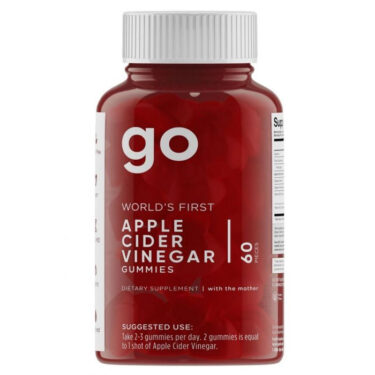 go
WORLD'S FIRST
APPLE
CIDER
VINEGAR
GUMMIES
60
PIECES
DIETARY SUPPLEMENT | with the mother
SUGGESTED USE:
Take 2-3 gummies per day. 2 gummies is equal
to 1 shot of Apple Cider Vinegar.